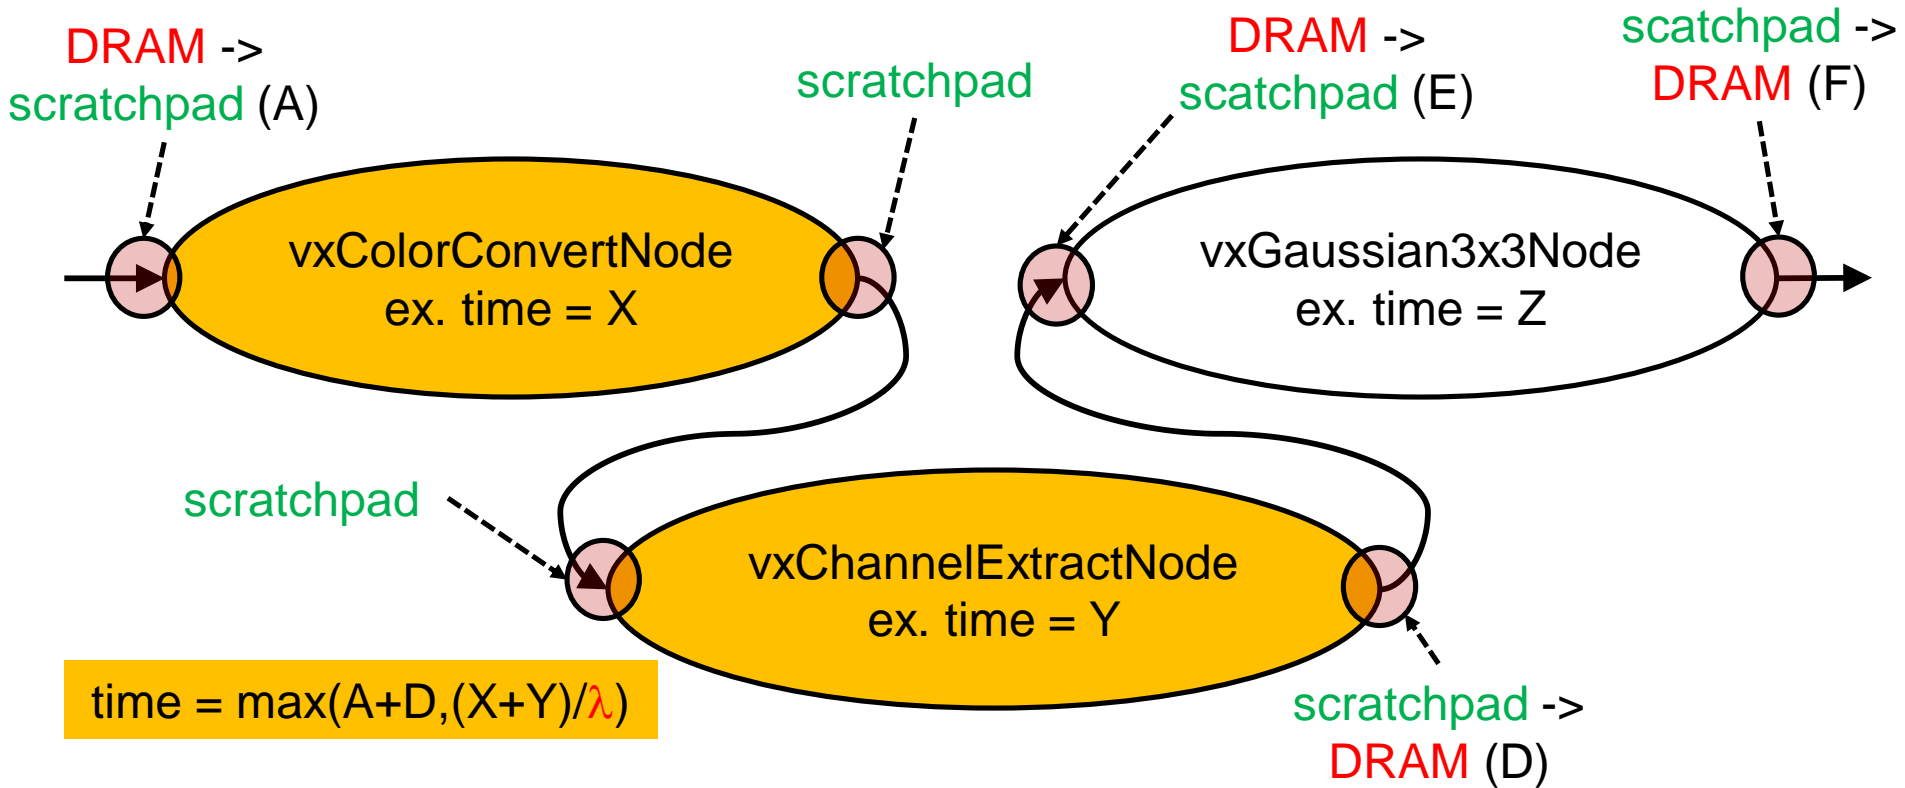 DRAM ->
scratchpad (A)
scratchpad
DRAM ->
scatchpad (E)
scatchpad ->
DRAM (F)
vxColorConvertNode
ex. time = X
vxGaussian3x3Node
ex. time = Z
scratchpad
vxChannelExtractNode
ex. time = Y
time = max(A+D,(X+Y)/λ)
scratchpad ->
DRAM (D)